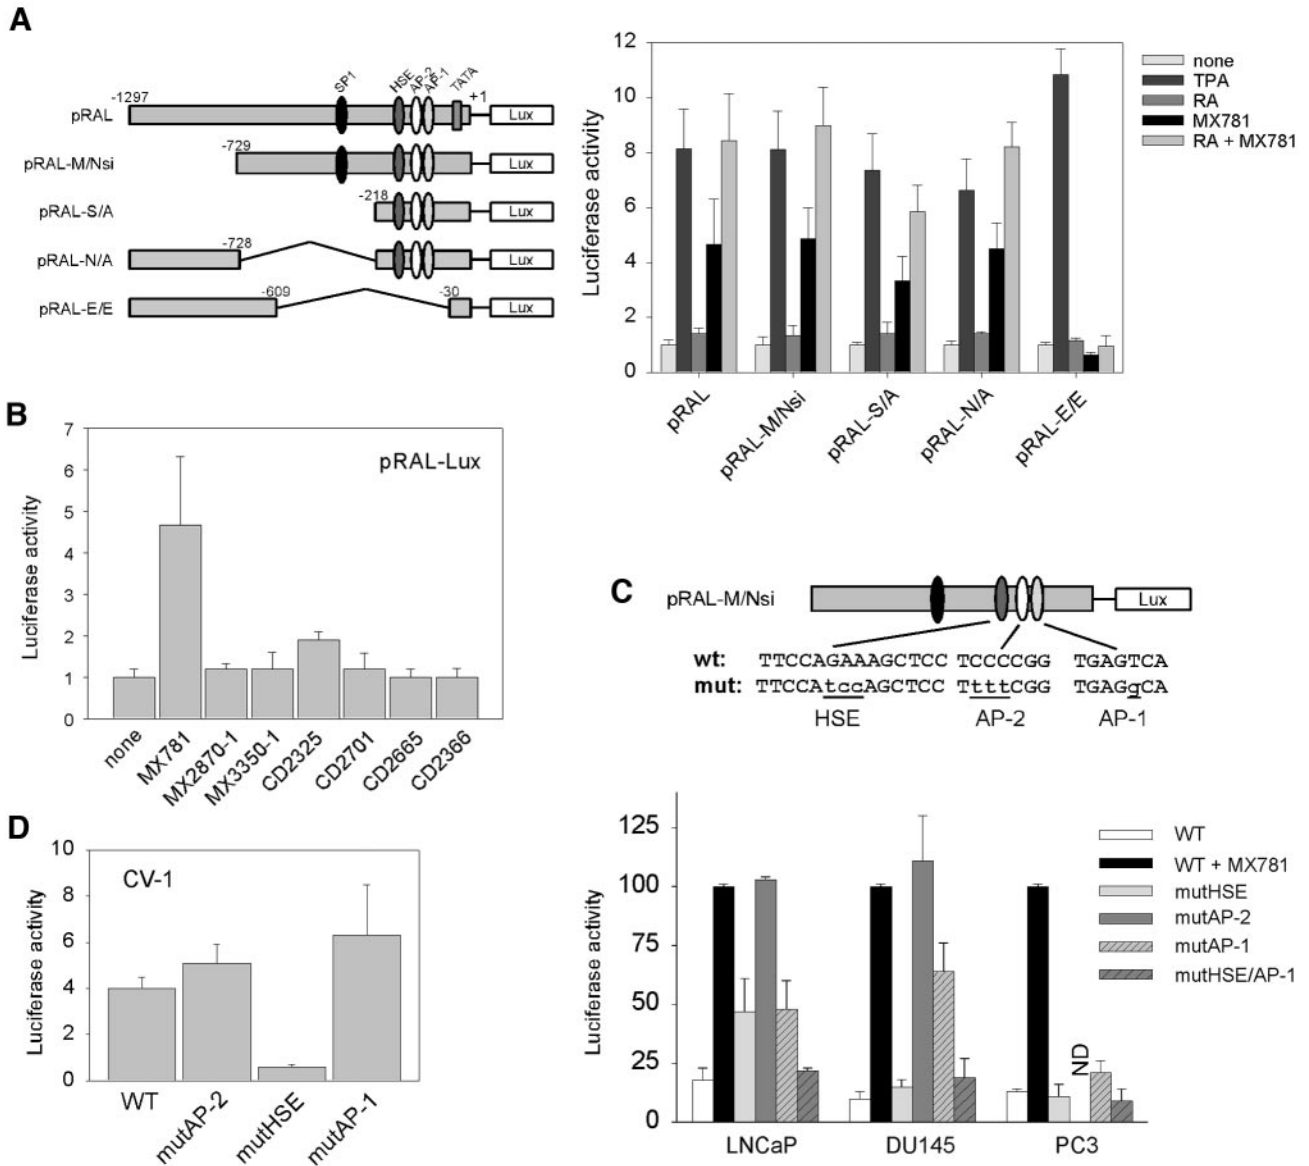 A
SP1
HSE
AP-2
AP-1
TATA
-1297
+1
pRAL
Lux
-729
pRAL-M/Nsi
Lux
-218
pRAL-S/A
Lux
-728
pRAL-N/A
Lux
-609
-30
pRAL-E/E
Lux
Luciferase activity
12
10
8
6
4
2
0
pRAL
pRAL-M/Nsi
pRAL-S/A
pRAL-N/A
pRAL-E/E
none
TPA
RA
MX781
RA + MX781
B
pRAL-Lux
Luciferase activity
7
6
5
4
3
2
1
0
none
MX781
MX2870-1
MX3350-1
CD2325
CD2701
CD2665
CD2366
C
pRAL-M/Nsi
Lux
wt: TTCCAGAAAGCTCC TCCCCGG TGAGTCA
mut: TTCCAtccAGCTCC TtttCGG TGAGgCA
HSE AP-2 AP-1
Luciferase activity
125
100
75
50
25
0
ND
LNCaP
DU145
PC3
WT
WT + MX781
mutHSE
mutAP-2
mutAP-1
mutHSE/AP-1
D
CV-1
Luciferase activity
10
8
6
4
2
0
WT
mutAP-2
mutHSE
mutAP-1